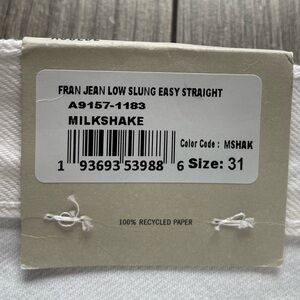 FRAN JEAN LOW SLUNG EASY STRAIGHT
A9157-1183
MILKSHAKE
Color Code : MSHAK
1 93693 53988 6 Size: 31
100% RECYCLED PAPER